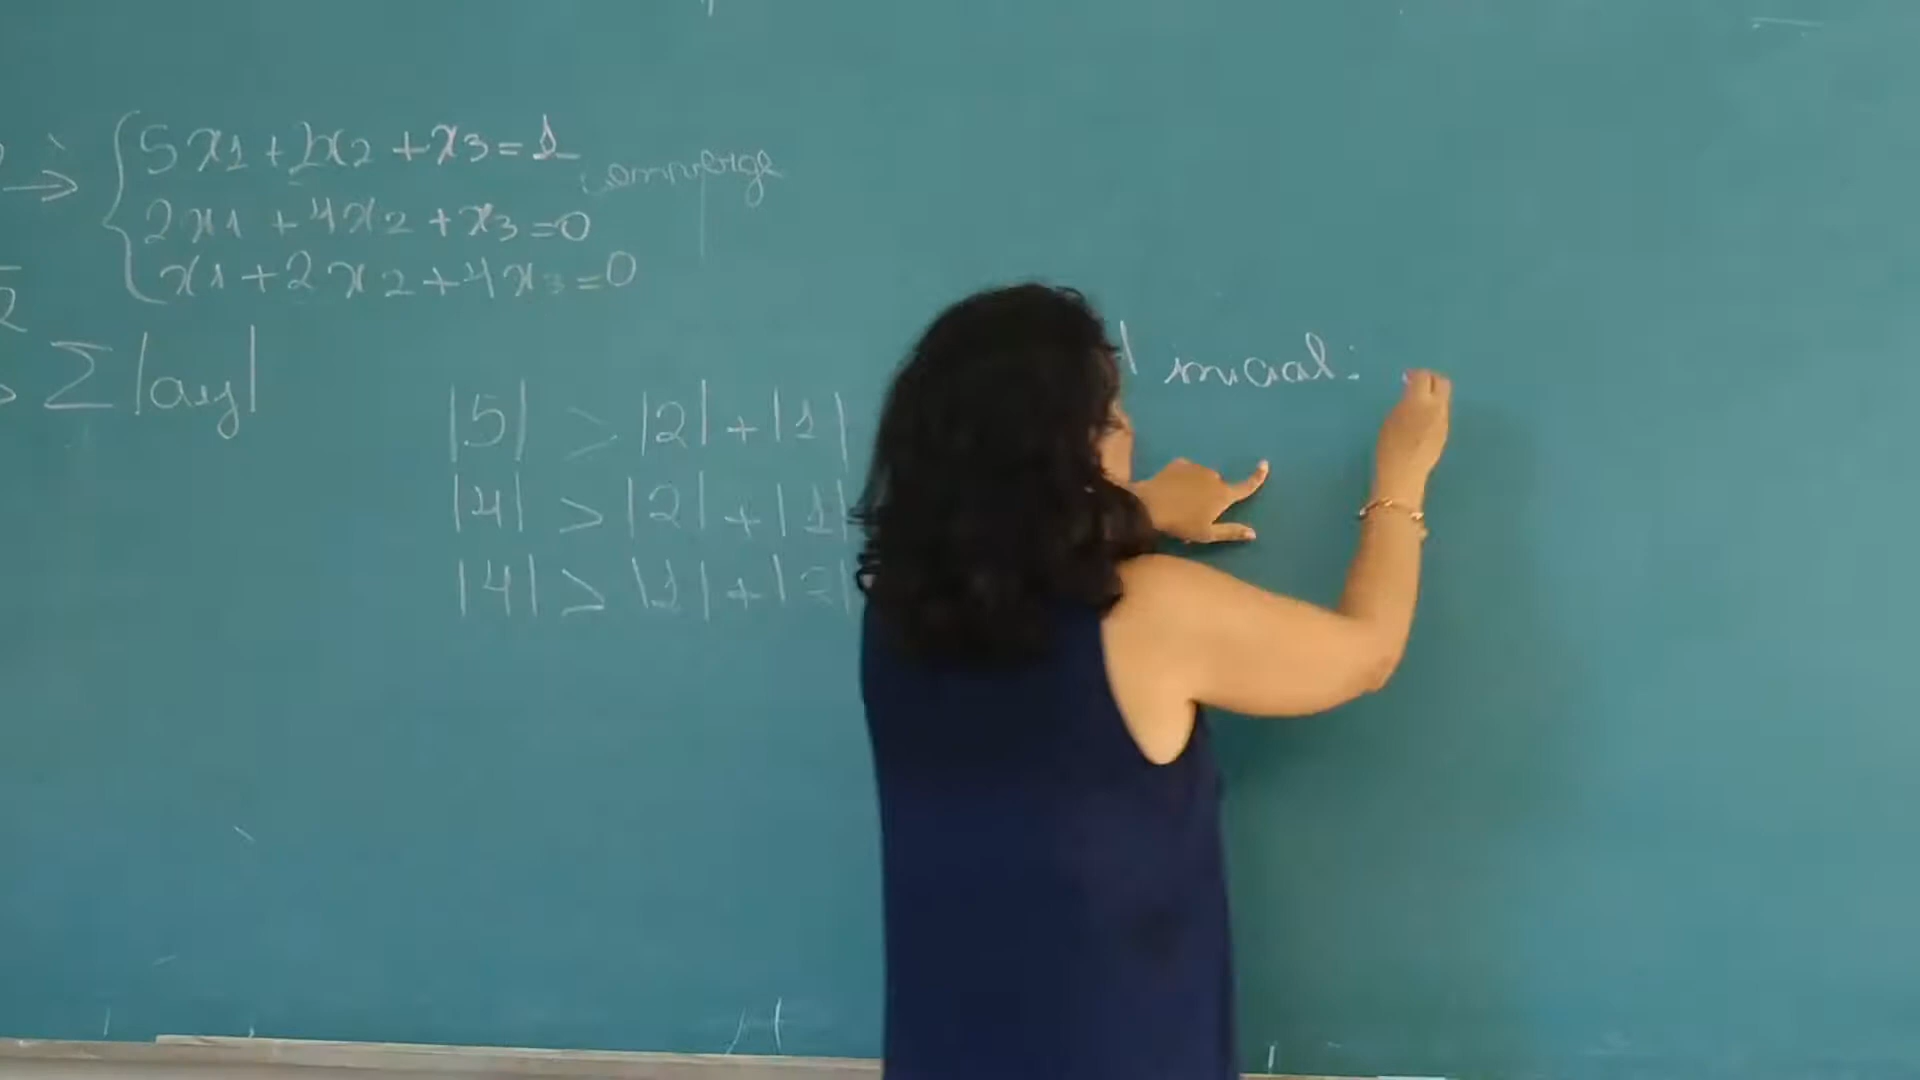 → { 5x1 + 2x2 + x3 = 1 converge
2x1 + 4x2 + x3 = 0
x1 + 2x2 + 4x3 = 0
Σ |aij|
|5| > |2| + |1|
|4| > |2| + |1|
|4| > |1| + |2|
inicial: